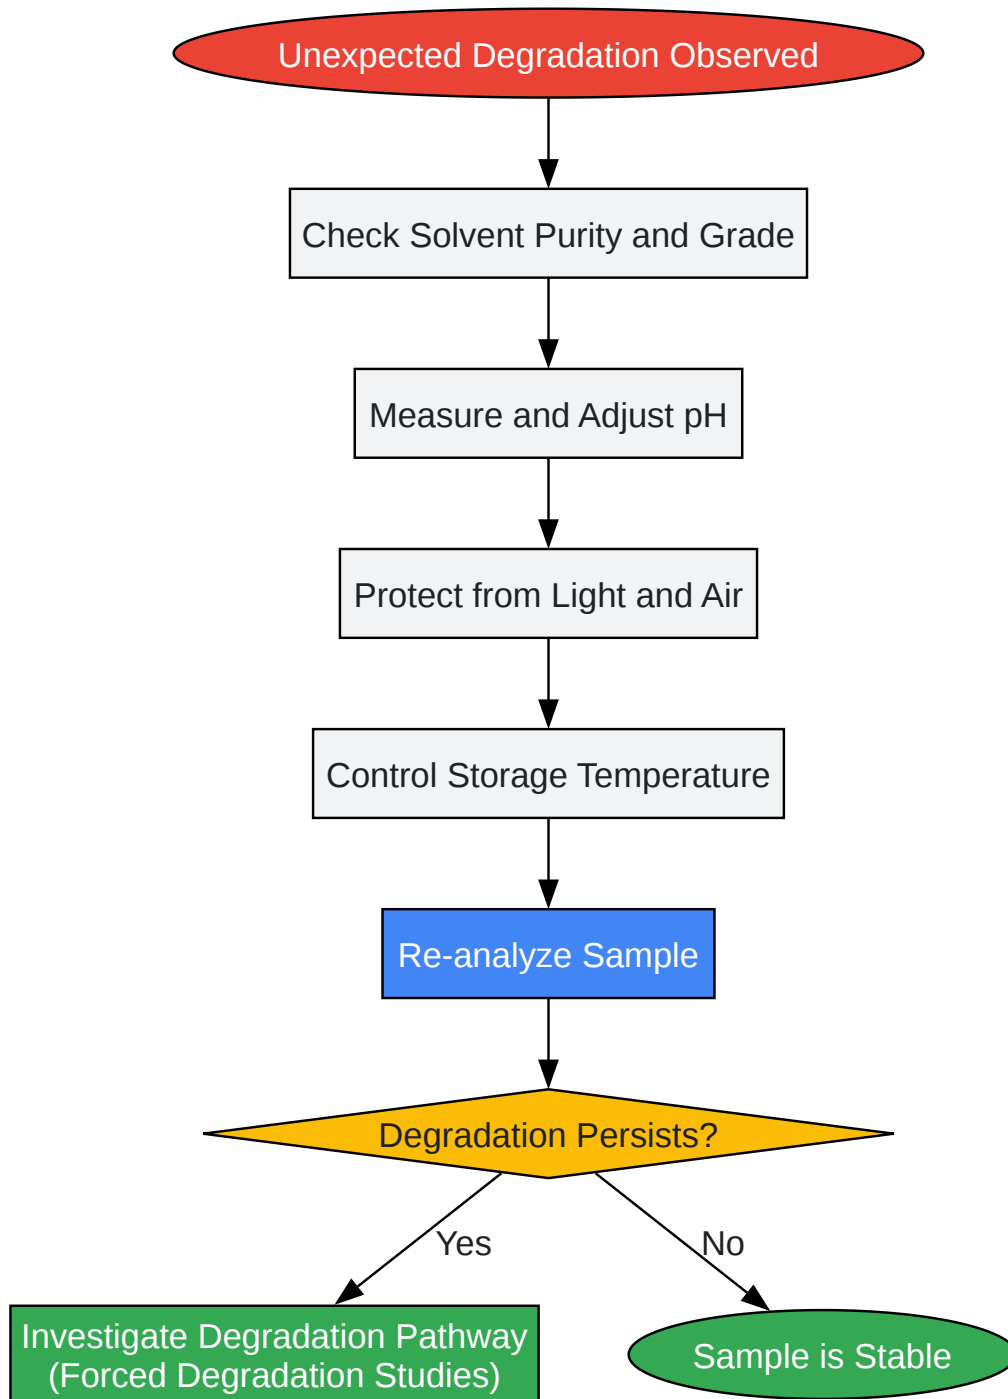 Unexpected Degradation Observed
Check Solvent Purity and Grade
Measure and Adjust pH
Protect from Light and Air
Control Storage Temperature
Re-analyze Sample
Degradation Persists?
Yes
No
Investigate Degradation Pathway
(Forced Degradation Studies)
Sample is Stable